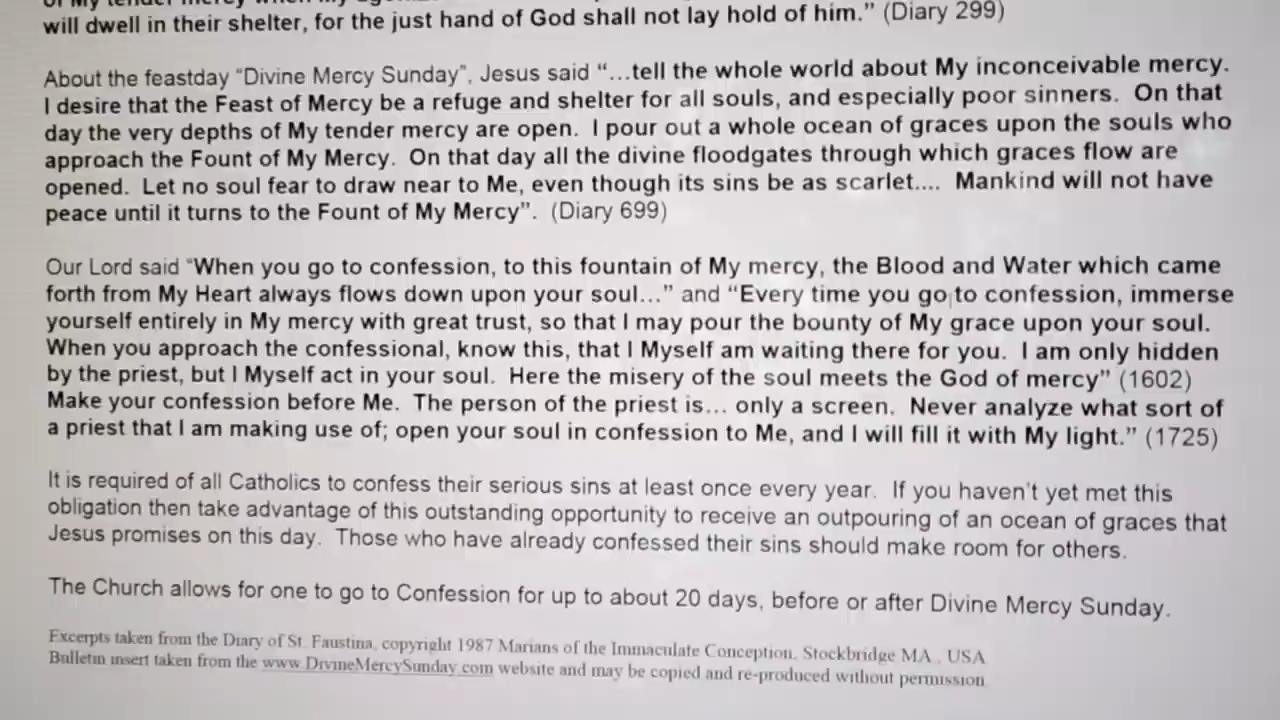 of My tender mercy when My
will dwell in their shelter, for the just hand of God shall not lay hold of him.” (Diary 299)
About the feastday “Divine Mercy Sunday”, Jesus said “…tell the whole world about My inconceivable mercy.
I desire that the Feast of Mercy be a refuge and shelter for all souls, and especially poor sinners. On that
day the very depths of My tender mercy are open. I pour out a whole ocean of graces upon the souls who
approach the Fount of My Mercy. On that day all the divine floodgates through which graces flow are
opened. Let no soul fear to draw near to Me, even though its sins be as scarlet.... Mankind will not have
peace until it turns to the Fount of My Mercy”. (Diary 699)
Our Lord said “When you go to confession, to this fountain of My mercy, the Blood and Water which came
forth from My Heart always flows down upon your soul…” and “Every time you go to confession, immerse
yourself entirely in My mercy with great trust, so that I may pour the bounty of My grace upon your soul.
When you approach the confessional, know this, that I Myself am waiting there for you. I am only hidden
by the priest, but I Myself act in your soul. Here the misery of the soul meets the God of mercy” (1602)
Make your confession before Me. The person of the priest is… only a screen. Never analyze what sort of
a priest that I am making use of; open your soul in confession to Me, and I will fill it with My light.” (1725)
It is required of all Catholics to confess their serious sins at least once every year. If you haven’t yet met this
obligation then take advantage of this outstanding opportunity to receive an outpouring of an ocean of graces that
Jesus promises on this day. Those who have already confessed their sins should make room for others.
The Church allows for one to go to Confession for up to about 20 days, before or after Divine Mercy Sunday.
Excerpts taken from the Diary of St. Faustina, copyright 1987 Marians of the Immaculate Conception, Stockbridge MA., USA
Bulletin insert taken from the www.DivineMercySunday.com website and may be copied and re-produced without permission